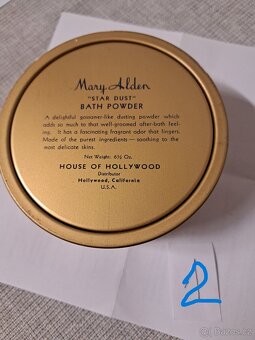 Mary Alden
"STAR DUST"
BATH POWDER
A delightful gossamer-like dusting powder which
adds so much to that well-groomed after-bath feel-
ing. It has a fascinating fragrant odor that lingers.
Made of the purest ingredients—soothing to the
most delicate skins.
Net Weight: 6½ Oz.
HOUSE OF HOLLYWOOD
Distributor
Hollywood, California
U.S.A.
2